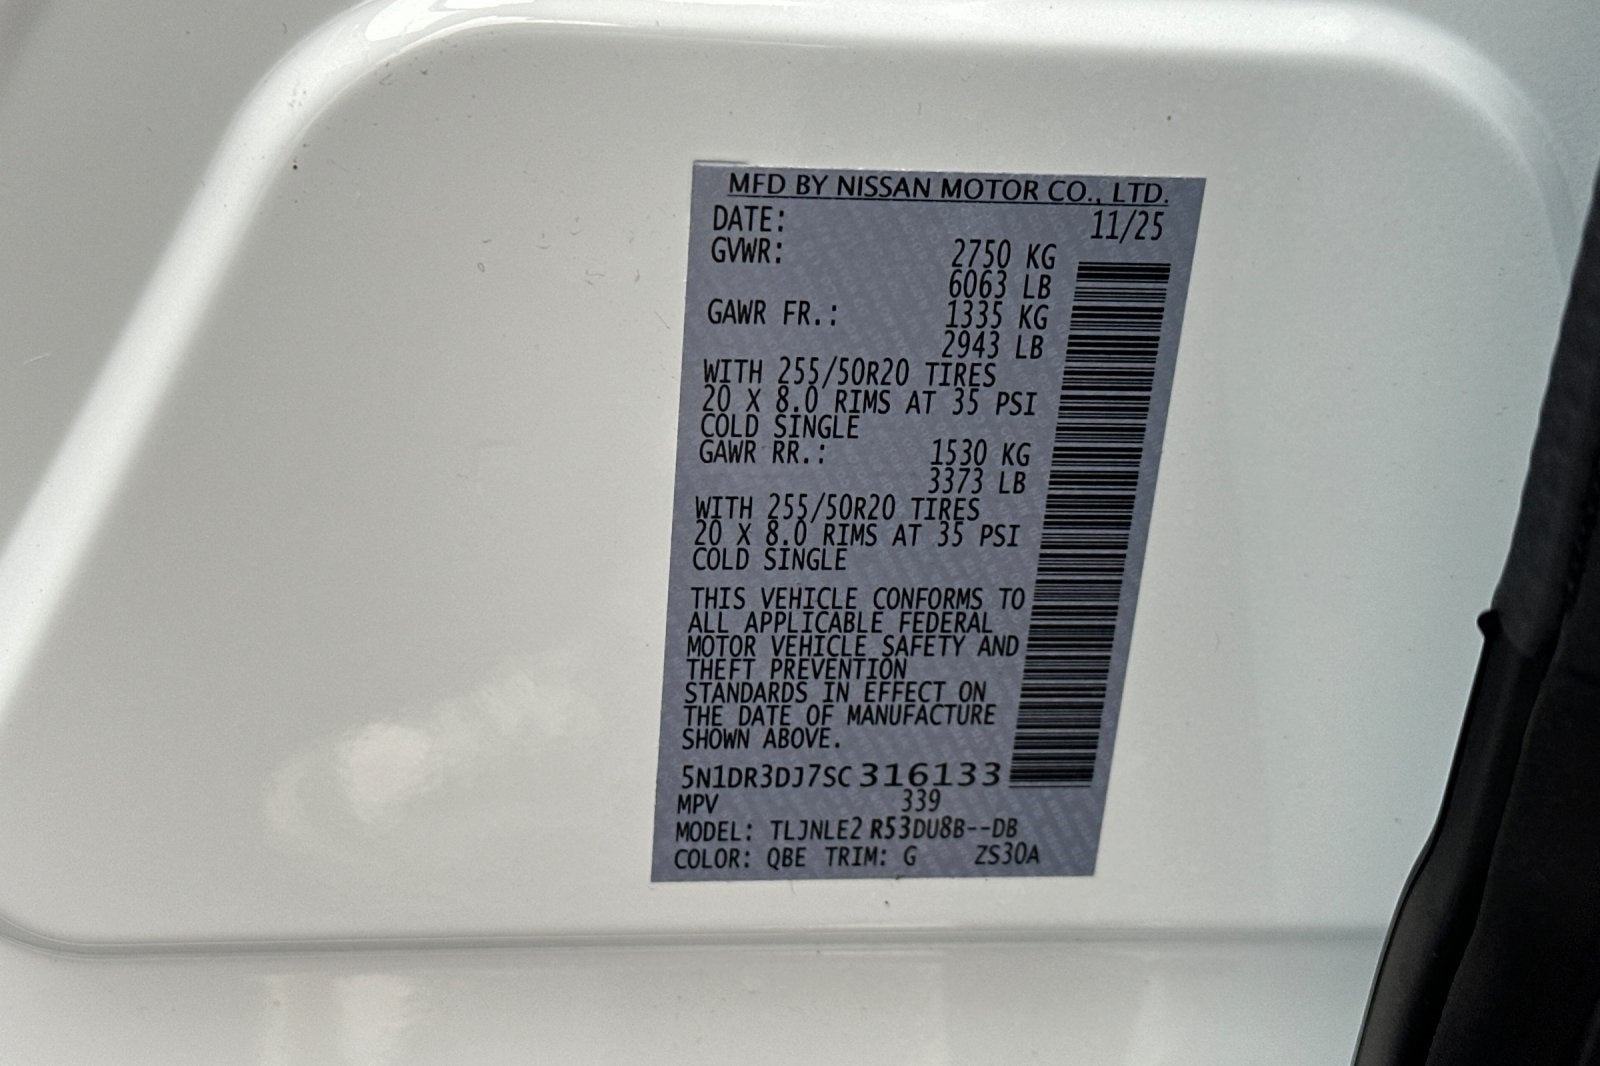 MFD BY NISSAN MOTOR CO., LTD.
DATE: 11/25
GVWR: 2750 KG
6063 LB
GAWR FR.: 1335 KG
2943 LB
WITH 255/50R20 TIRES
20 X 8.0 RIMS AT 35 PSI
COLD SINGLE
GAWR RR.: 1530 KG
3373 LB
WITH 255/50R20 TIRES
20 X 8.0 RIMS AT 35 PSI
COLD SINGLE
THIS VEHICLE CONFORMS TO
ALL APPLICABLE FEDERAL
MOTOR VEHICLE SAFETY AND
THEFT PREVENTION
STANDARDS IN EFFECT ON
THE DATE OF MANUFACTURE
SHOWN ABOVE.
5N1DR3DJ7SC316133
MPV 339
MODEL: TLJNLE2 R53DU8B--DB
COLOR: QBE TRIM: G ZS30A